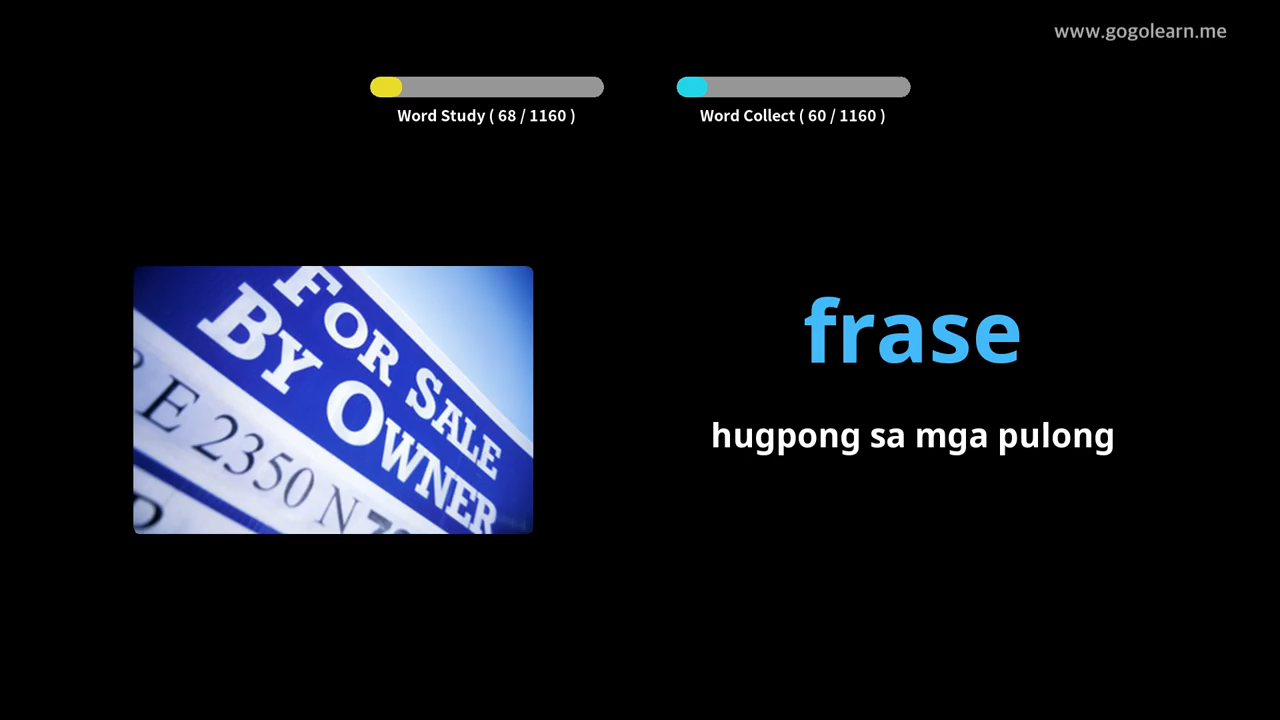 www.gogolearn.me
Word Study ( 68 / 1160 )
Word Collect ( 60 / 1160 )
FOR SALE
BY OWNER
E 2350 N
frase
hugpong sa mga pulong